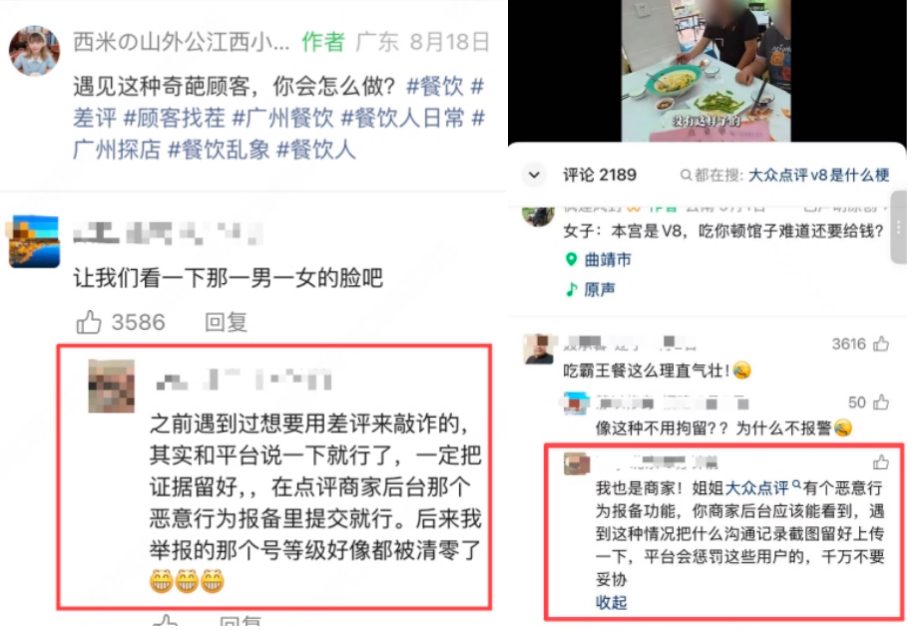 西米の山外公江西小... 作者 广东 8月18日
遇见这种奇葩顾客，你会怎么做？#餐饮 #
差评 #顾客找茬 #广州餐饮 #餐饮人日常 #
广州探店 #餐饮乱象 #餐饮人
让我们看一下那一男一女的脸吧
3586 回复
之前遇到过想要用差评来敲诈的，
其实和平台说一下就行了，一定把
证据留好，，在点评商家后台那个
恶意行为报备里提交就行。后来我
举报的那个号等级好像都被清零了
回复
没有这样子的
评论 2189
都在搜: 大众点评v8是什么梗
女子：本宫是 V8，吃你顿馆子难道还要给钱？
曲靖市
原声
3616
吃霸王餐这么理直气壮！
50
像这种不用拘留？？为什么不报警
我也是商家！姐姐大众点评有个恶意行
为报备功能，你商家后台应该能看到，遇
到这种情况把什么沟通记录截图留好上传
一下，平台会惩罚这些用户的，千万不要
妥协
收起